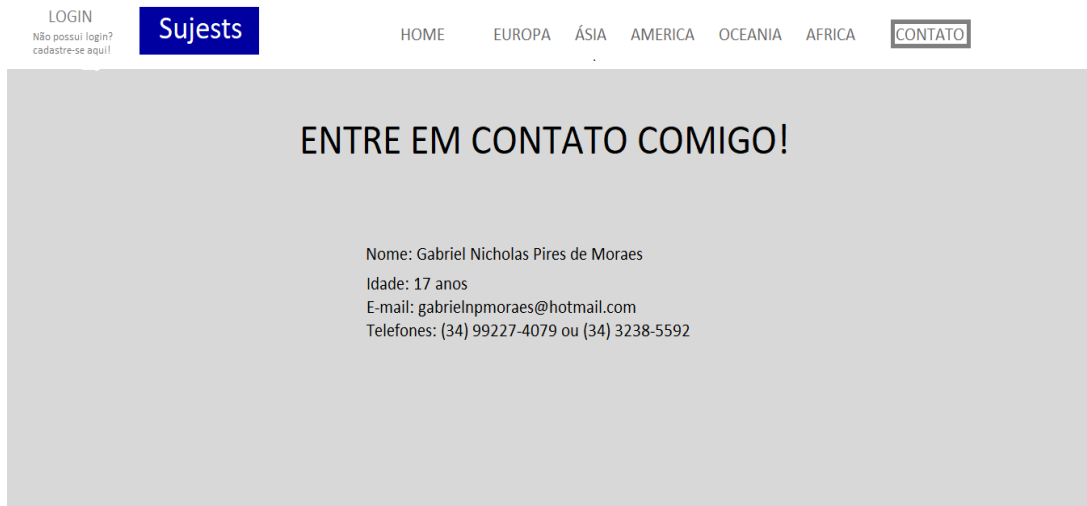 LOGIN
Não possui login?
cadastre-se aqui!
Sujests
HOME EUROPA ÁSIA AMERICA OCEANIA AFRICA CONTATO
.
ENTRE EM CONTATO COMIGO!
Nome: Gabriel Nicholas Pires de Moraes
Idade: 17 anos
E-mail: gabrielnpmoraes@hotmail.com
Telefones: (34) 99227-4079 ou (34) 3238-5592